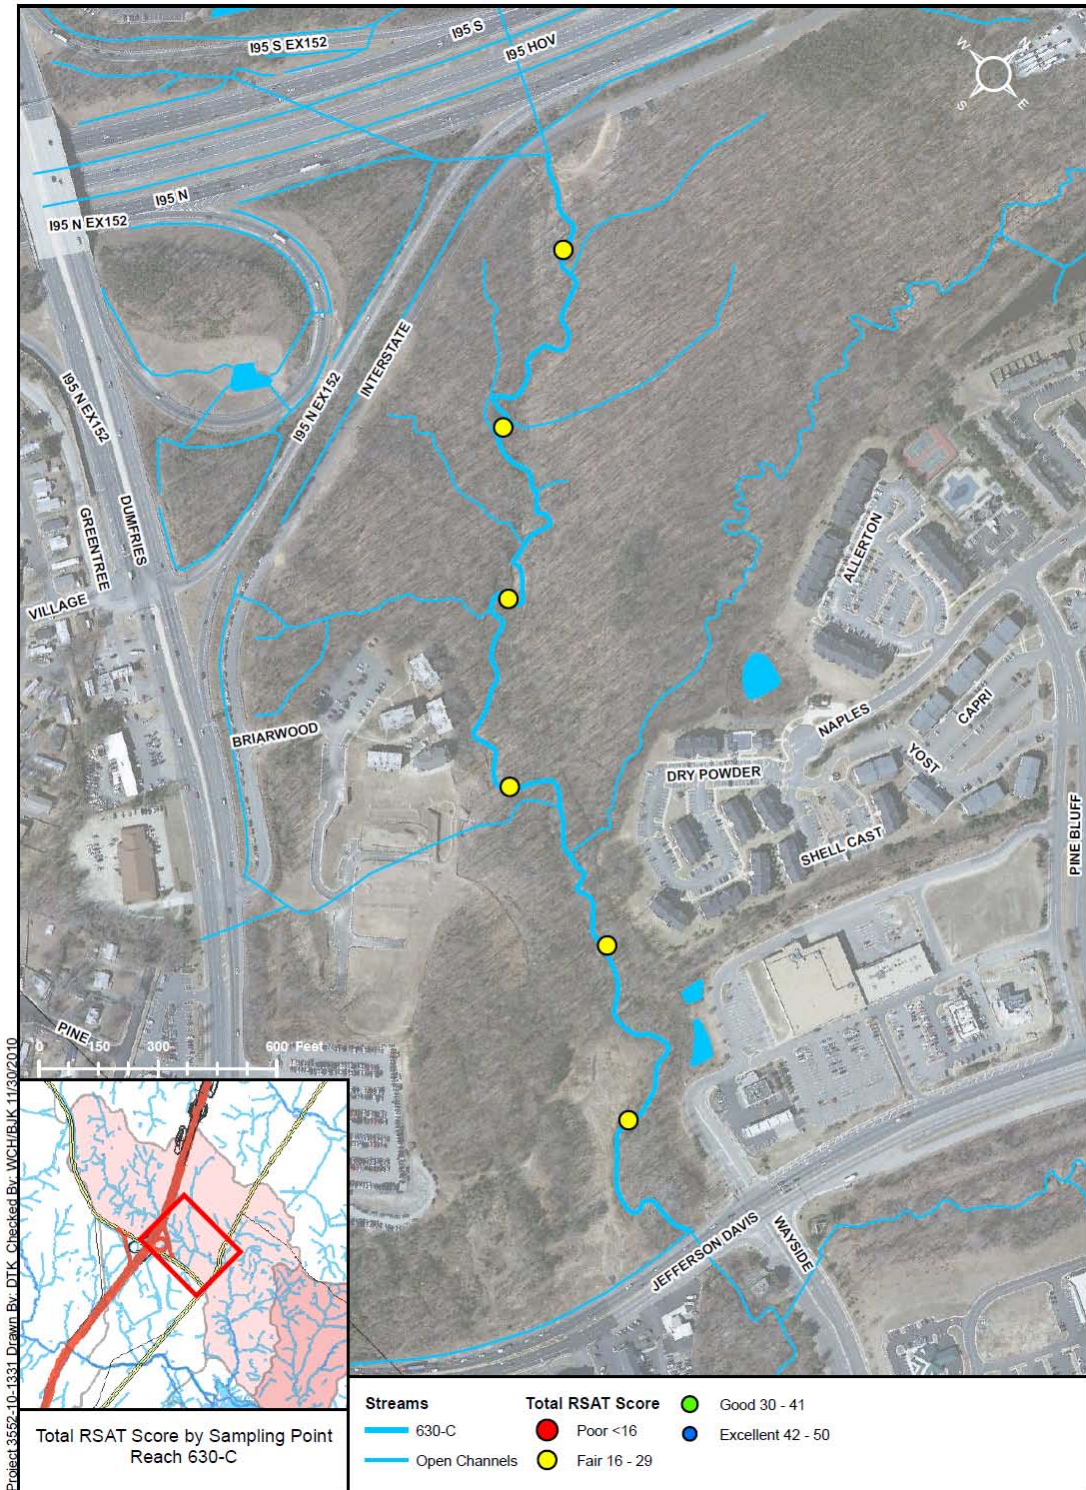 I95 S EX152
I95 S
I95 HOV
W
N
S
E
I95 N
I95 N EX152
INTERSTATE
I95 N EX152
I95 N EX152
DUMFRIES
GREENTREE
VILLAGE
ALLERTON
BRIARWOOD
NAPLES
CAPRI
YOST
DRY POWDER
SHELL CAST
PINE BLUFF
PINE
0 150 300 600 Feet
JEFFERSON DAVIS
WAYSIDE
Project 3552-10-1331 Drawn By: DTK Checked By: WCH/BJK 11/30/2010
Total RSAT Score by Sampling Point
Reach 630-C
Streams
630-C
Open Channels
Total RSAT Score
Poor <16
Fair 16 - 29
Good 30 - 41
Excellent 42 - 50